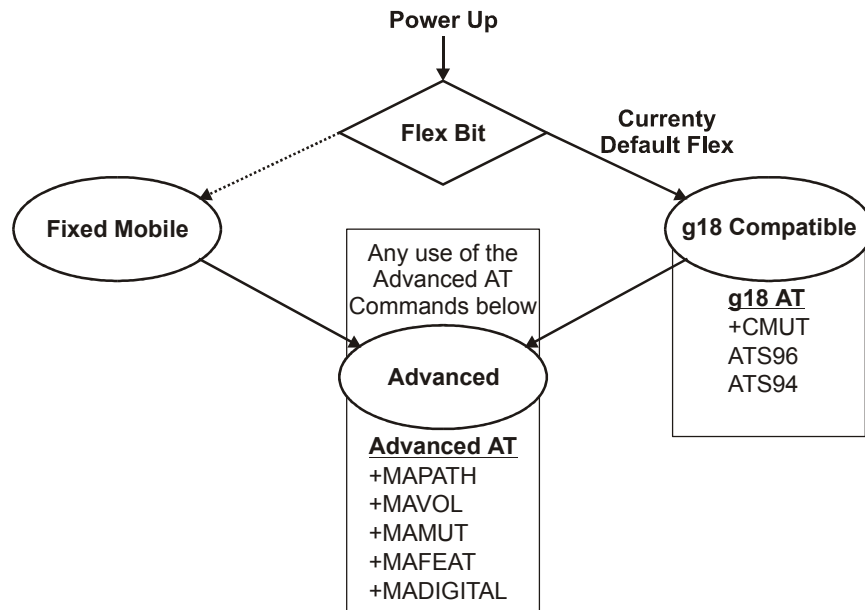 Power Up
Flex Bit
Currenty
Default Flex
Fixed Mobile
g18 Compatible
Any use of the
Advanced AT
Commands below
g18 AT
+CMUT
ATS96
ATS94
Advanced
Advanced AT
+MAPATH
+MAVOL
+MAMUT
+MAFEAT
+MADIGITAL